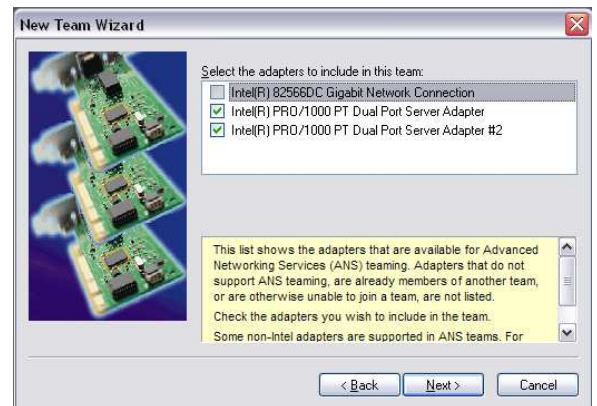 New Team Wizard
Select the adapters to include in this team:
Intel(R) 82566DC Gigabit Network Connection
Intel(R) PRO/1000 PT Dual Port Server Adapter
Intel(R) PRO/1000 PT Dual Port Server Adapter #2
This list shows the adapters that are available for Advanced
Networking Services (ANS) teaming. Adapters that do not
support ANS teaming, are already members of another team,
or are otherwise unable to join a team, are not listed.
Check the adapters you wish to include in the team.
Some non-Intel adapters are supported in ANS teams. For
< Back Next > Cancel